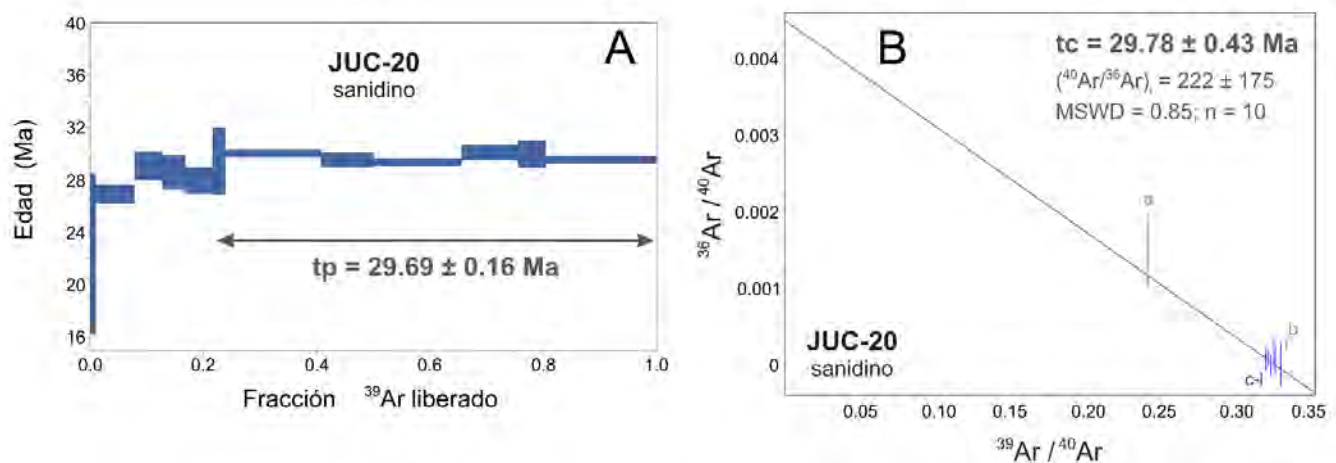 40
36
32
28
24
20
16
Edad (Ma)
JUC-20
sanidino
A
tp = 29.69 ± 0.16 Ma
0.0
0.2
0.4
0.6
0.8
1.0
Fracción ³⁹Ar liberado
B
tc = 29.78 ± 0.43 Ma
(⁴⁰Ar/³⁶Ar)ᵢ = 222 ± 175
MSWD = 0.85; n = 10
0.004
0.003
0.002
0.001
0
³⁶Ar / ⁴⁰Ar
a
b
JUC-20
sanidino
0.05
0.10
0.15
0.20
0.25
0.30
0.35
³⁹Ar / ⁴⁰Ar